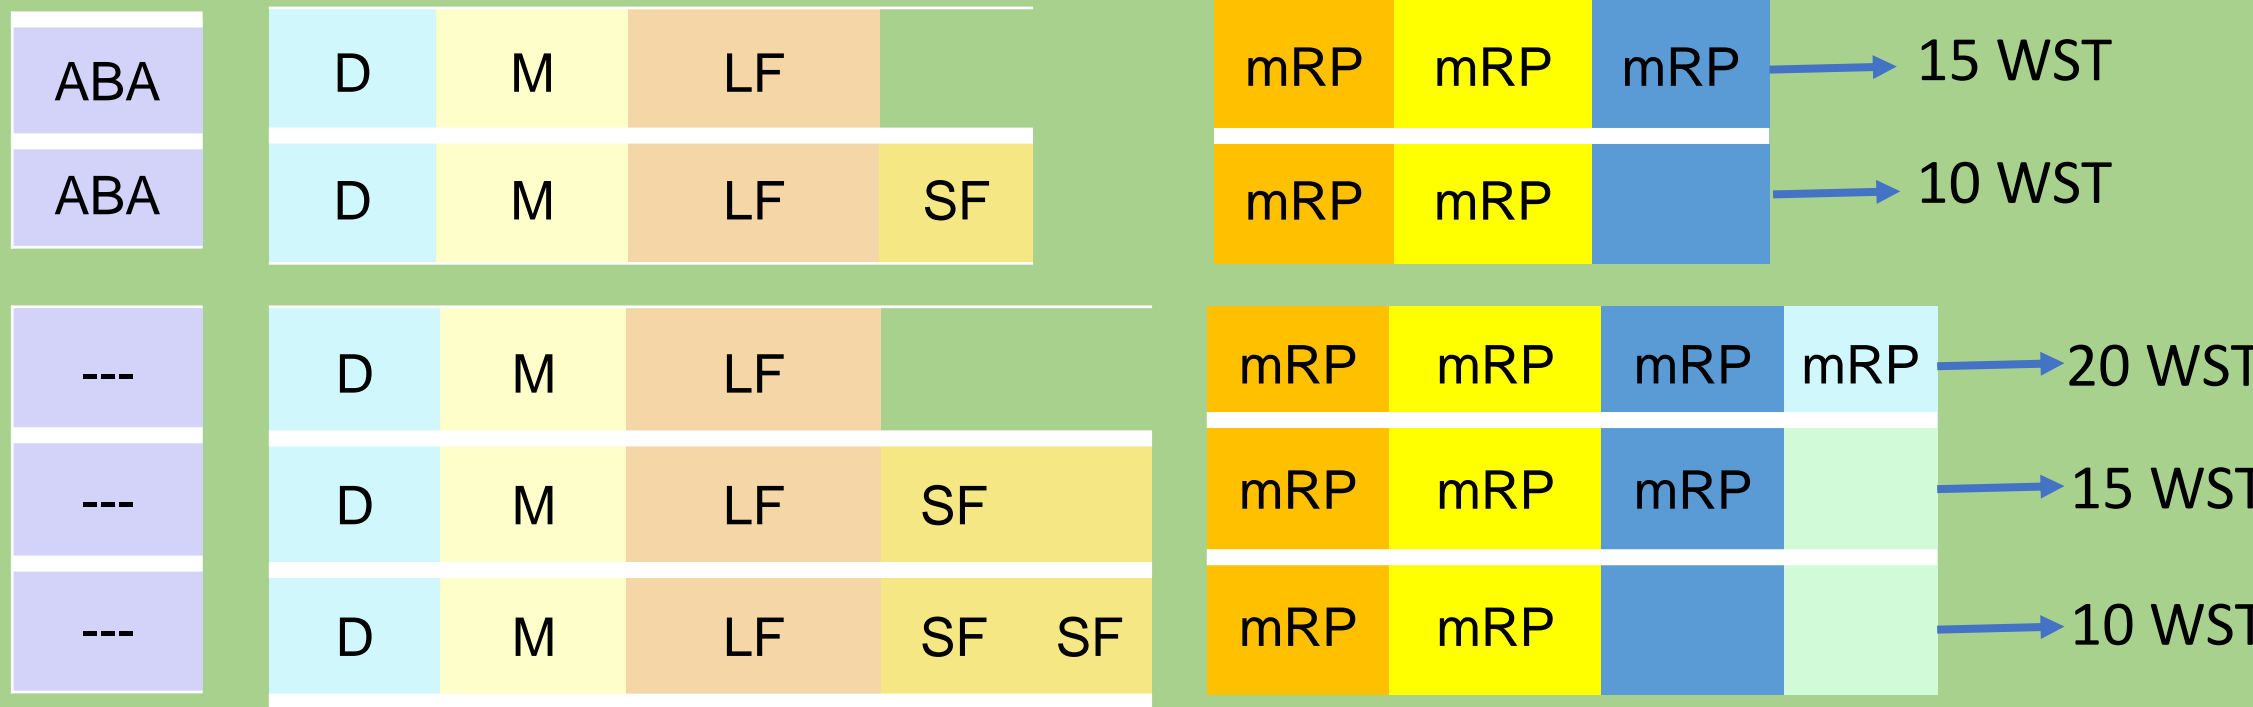 ABA D M LF mRP mRP mRP 15 WST
ABA D M LF SF mRP mRP 10 WST
--- D M LF mRP mRP mRP mRP 20 WST
--- D M LF SF mRP mRP mRP 15 WST
--- D M LF SF SF mRP mRP 10 WST